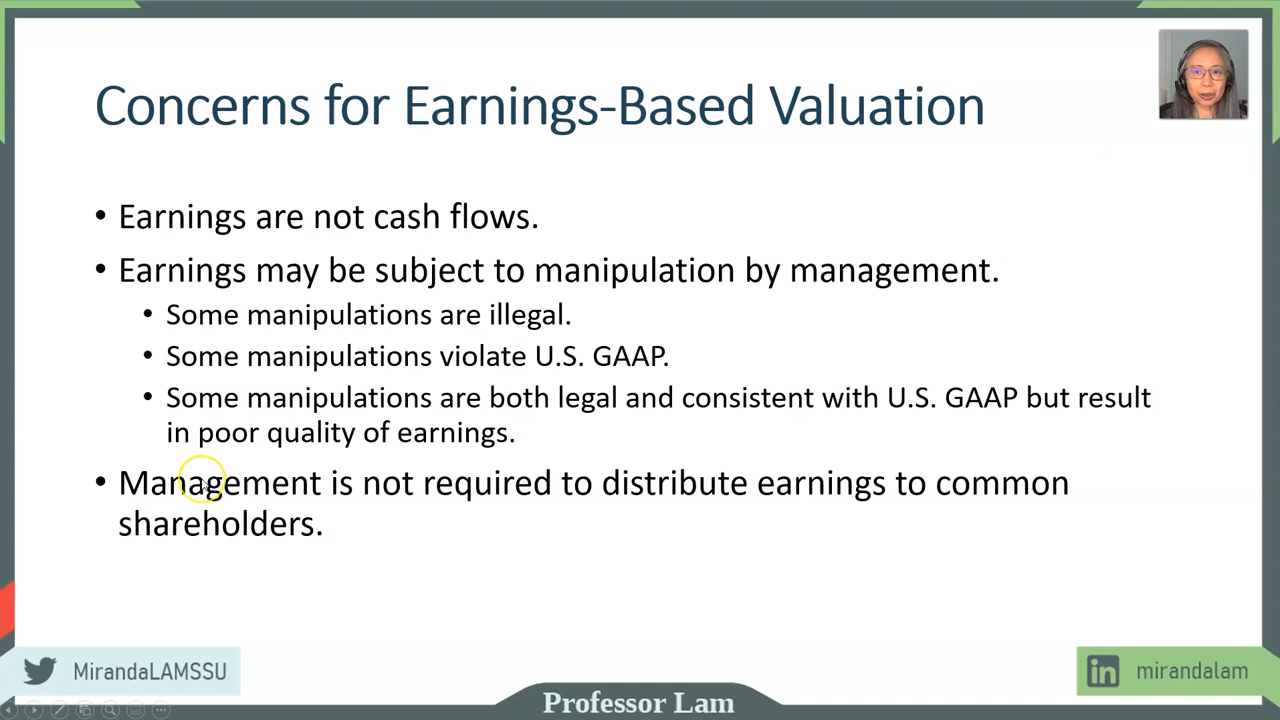 Concerns for Earnings-Based Valuation
• Earnings are not cash flows.
• Earnings may be subject to manipulation by management.
• Some manipulations are illegal.
• Some manipulations violate U.S. GAAP.
• Some manipulations are both legal and consistent with U.S. GAAP but result
in poor quality of earnings.
• Management is not required to distribute earnings to common
shareholders.
MirandaLAMSSU
in mirandalam
Professor Lam